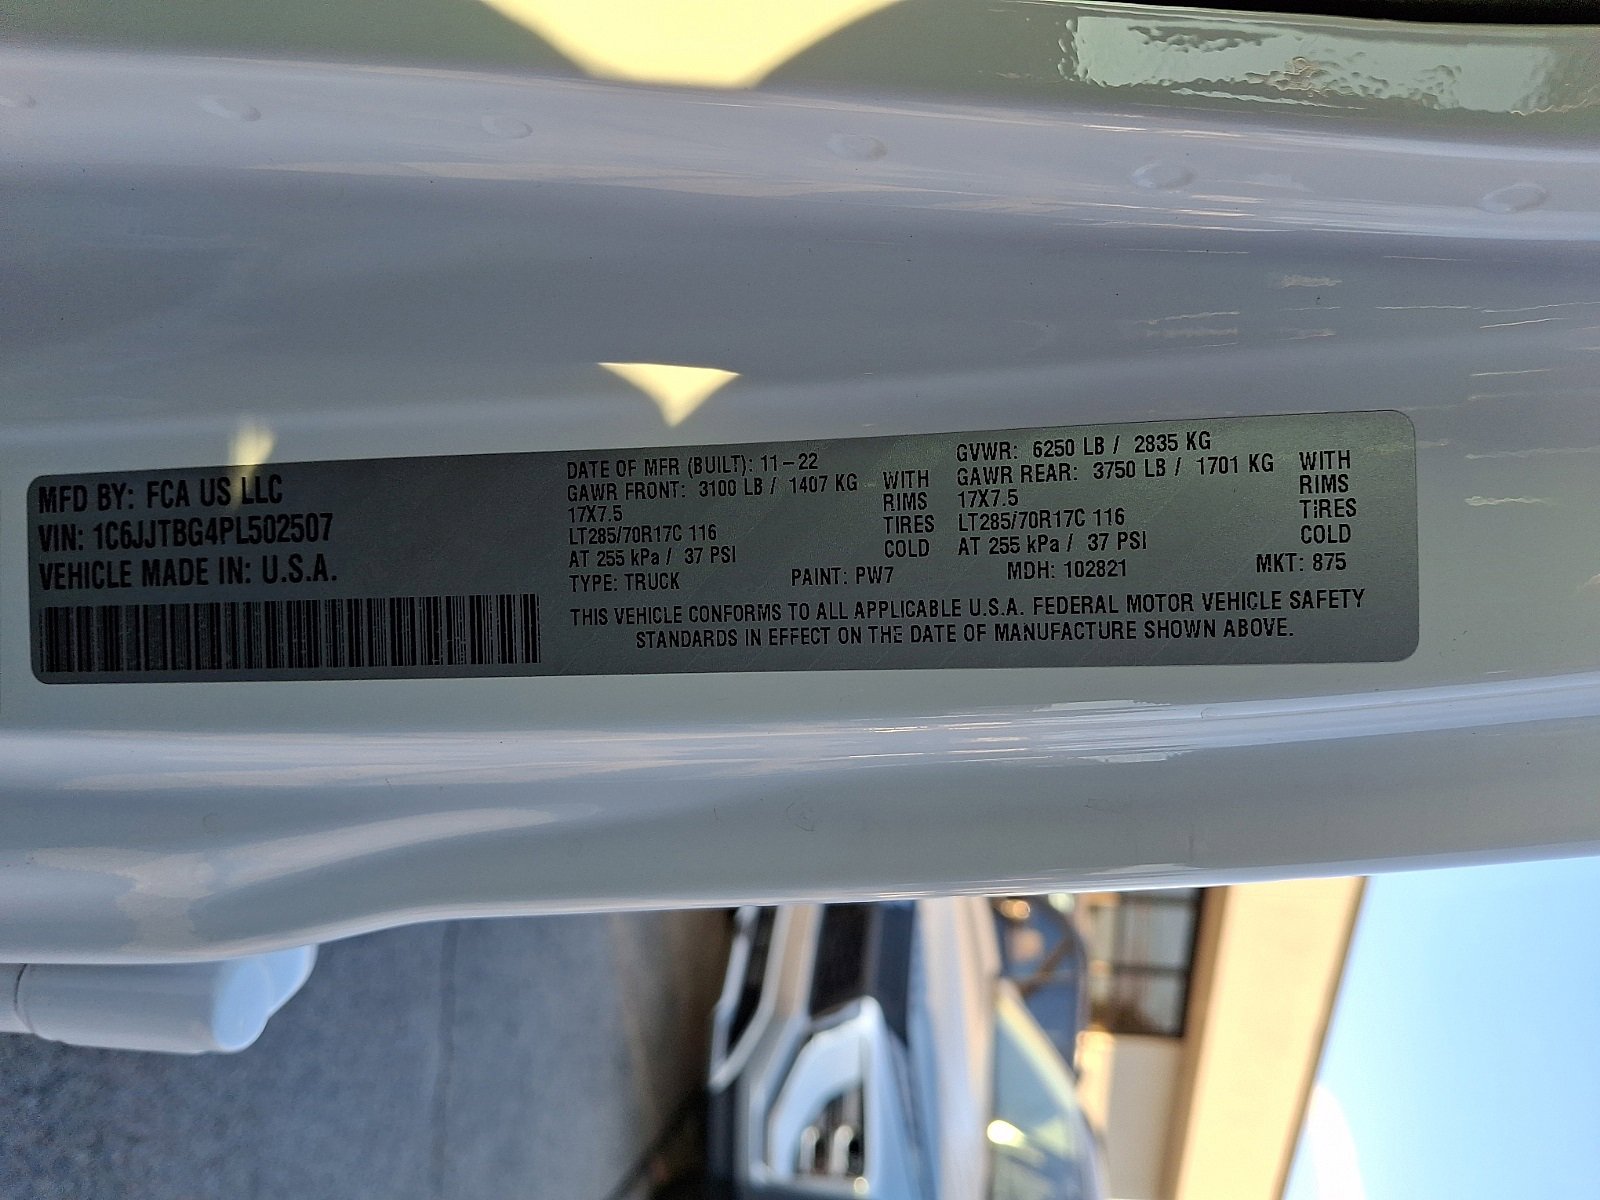 MFD BY: FCA US LLC
VIN: 1C6JJTBG4PL502507
VEHICLE MADE IN: U.S.A.
DATE OF MFR (BUILT): 11-22
GAWR FRONT: 3100 LB / 1407 KG WITH
17X7.5 RIMS
LT285/70R17C 116 TIRES
AT 255 kPa / 37 PSI COLD
GVWR: 6250 LB / 2835 KG
GAWR REAR: 3750 LB / 1701 KG WITH
17X7.5 RIMS
LT285/70R17C 116 TIRES
AT 255 kPa / 37 PSI COLD
TYPE: TRUCK PAINT: PW7 MDH: 102821 MKT: 875
THIS VEHICLE CONFORMS TO ALL APPLICABLE U.S.A. FEDERAL MOTOR VEHICLE SAFETY
STANDARDS IN EFFECT ON THE DATE OF MANUFACTURE SHOWN ABOVE.